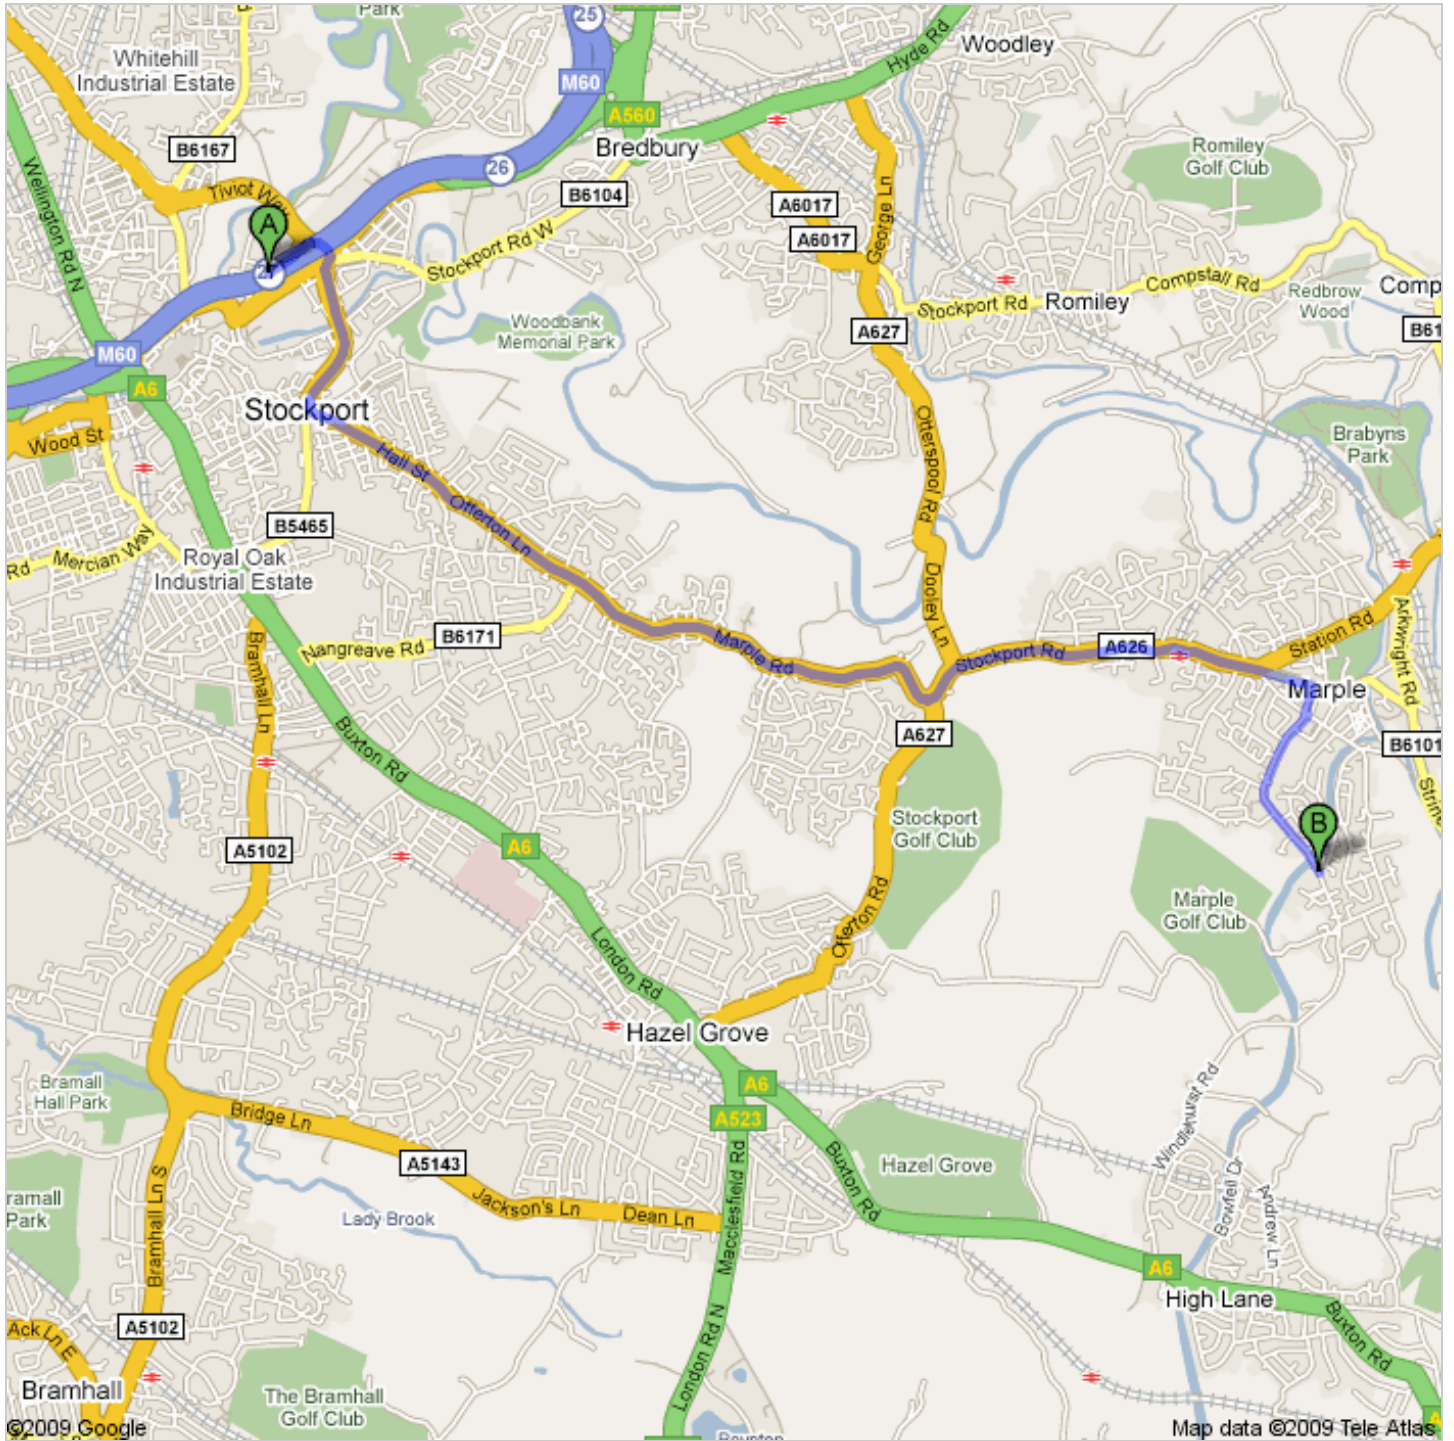 Park
25
Whitehill
Industrial Estate
Woodley
Hyde Rd
M60
A560
B6167
Bredbury
Romiley
Golf Club
26
Wellington Rd N
Tiviot Way
B6104
A6017
George Ln
A
A6017
Stockport Rd W
27
Compstall Rd
Comp
Stockport Rd
Romiley
Redbrow
Wood
B61
Woodbank
Memorial Park
A627
M60
A6
Stockport
Wood St
Hall St
Otterspool Rd
Brabyns
Park
Offerton Ln
B5465
Rd
Mercian Way
Royal Oak
Industrial Estate
Dooley Ln
Arkwright Rd
Bramhall Ln
B6171
Nangreave Rd
Marple Rd
Stockport Rd
A626
Station Rd
Marple
Buxton Rd
A627
B6101
Strin
Stockport
Golf Club
B
A5102
A6
Marple
Golf Club
Offerton Rd
London Rd
Hazel Grove
Bramall
Hall Park
A6
A523
Bridge Ln
Windlehurst Rd
A5143
Buxton Rd
Hazel Grove
Bramhall Ln S
ramall
Park
Jackson's Ln
Dean Ln
Lady Brook
Macclesfield Rd
Bowfell Dr
Andrew Ln
A6
High Lane
A5102
Ack Ln E
London Rd N
Buxton Rd
Bramhall
The Bramhall
Golf Club
A
©2009 Google
Map data ©2009 Tele Atlas